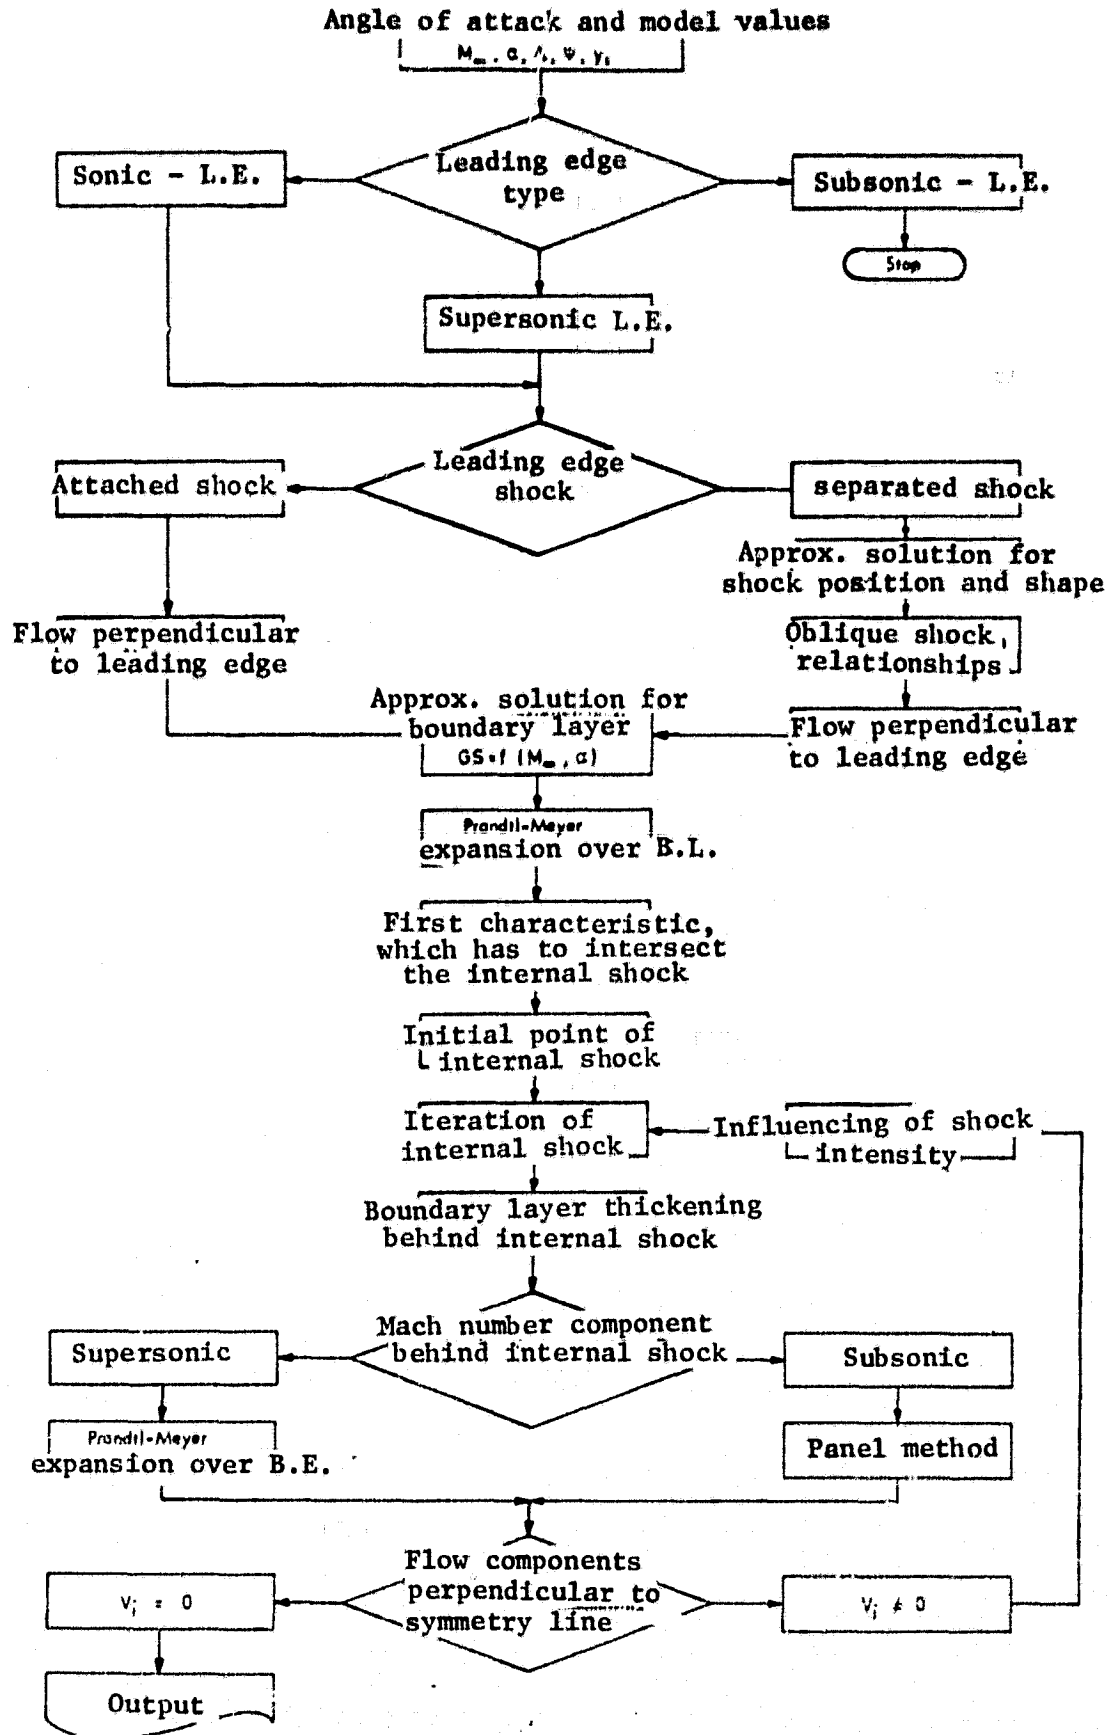 Angle of attack and model values
M∞, α, Λ, Ψ, γ,
Leading edge
type
Sonic - L.E.
Subsonic - L.E.
Stop
Supersonic L.E.
Leading edge
shock
Attached shock
separated shock
Approx. solution for
shock position and shape
Flow perpendicular
to leading edge
Oblique shock
relationships
Approx. solution for
boundary layer
GS=f (M∞, α)
Flow perpendicular
to leading edge
Prandtl-Meyer
expansion over B.L.
First characteristic,
which has to intersect
the internal shock
Initial point of
internal shock
Iteration of
internal shock
Influencing of shock
intensity
Boundary layer thickening
behind internal shock
Mach number component
behind internal shock
Supersonic
Subsonic
Prandtl-Meyer
expansion over B.E.
Panel method
Flow components
perpendicular to
symmetry line
V_i = 0
V_i ≠ 0
Output